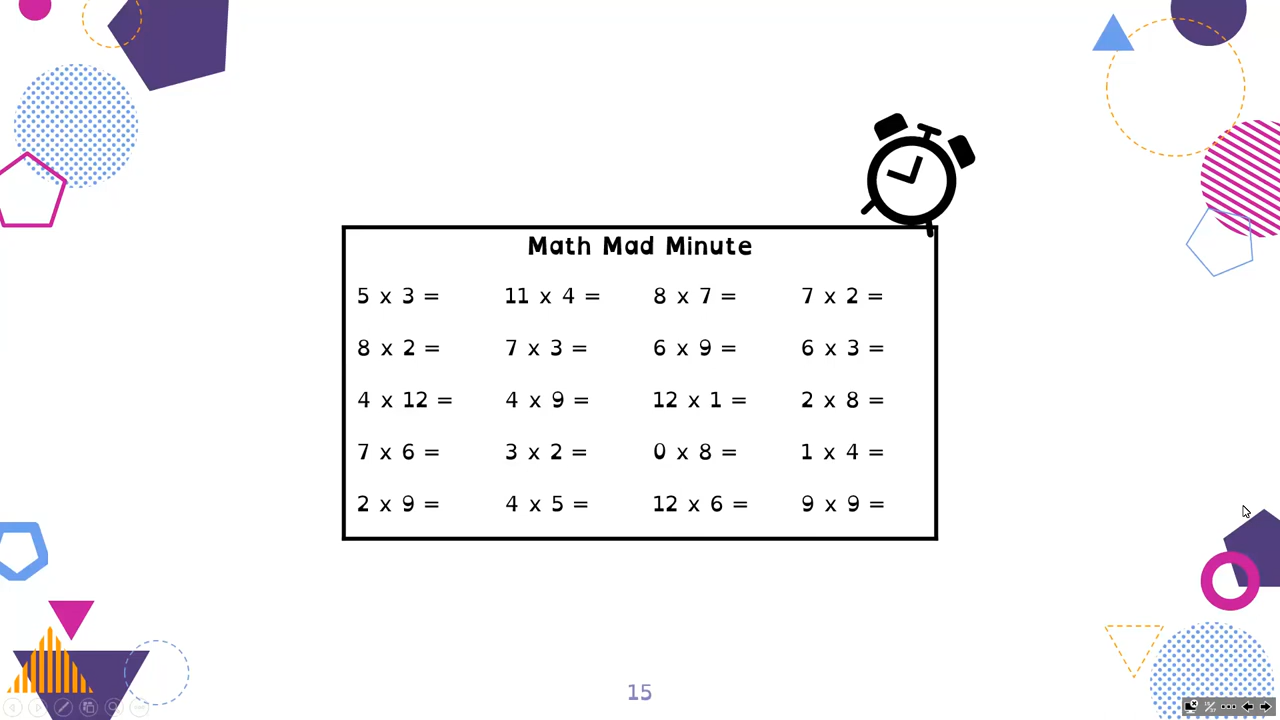 Math Mad Minute
5 x 3 = 11 x 4 = 8 x 7 = 7 x 2 =
8 x 2 = 7 x 3 = 6 x 9 = 6 x 3 =
4 x 12 = 4 x 9 = 12 x 1 = 2 x 8 =
7 x 6 = 3 x 2 = 0 x 8 = 1 x 4 =
2 x 9 = 4 x 5 = 12 x 6 = 9 x 9 =
15